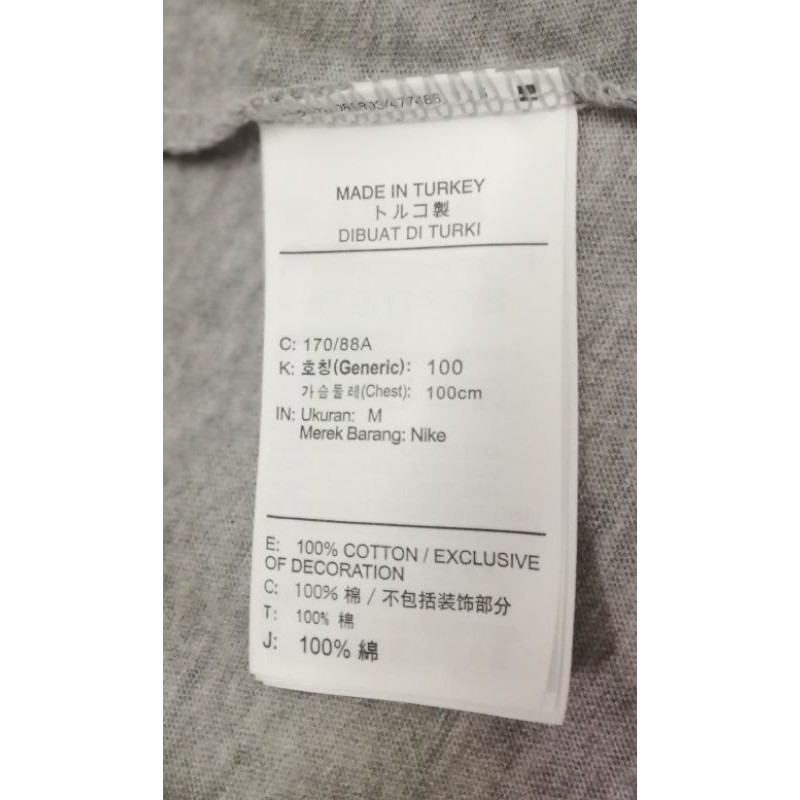 MADE IN TURKEY
トルコ製
DIBUAT DI TURKI
C: 170/88A
K: 호칭(Generic): 100
가슴둘레(Chest): 100cm
IN: Ukuran: M
Merek Barang: Nike
E: 100% COTTON / EXCLUSIVE
OF DECORATION
C: 100% 棉 / 不包括装饰部分
T: 100% 棉
J: 100% 綿